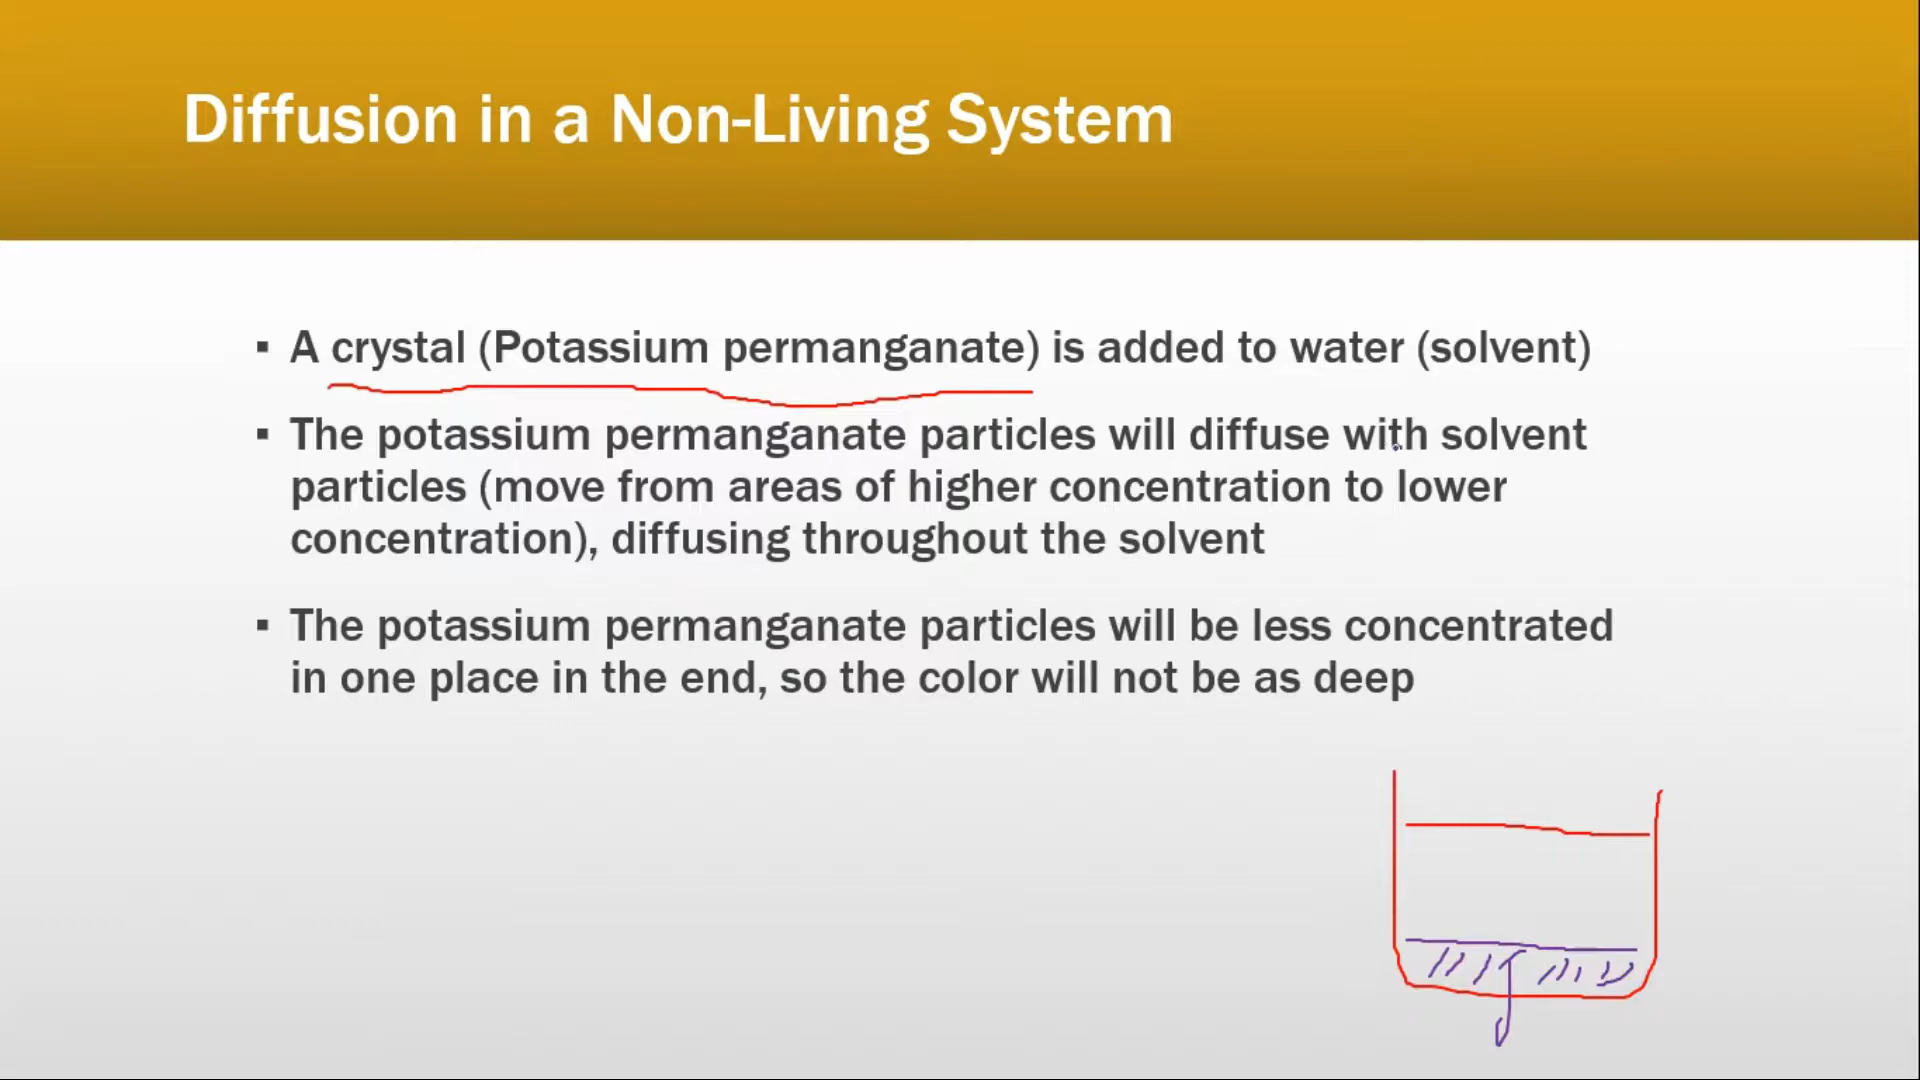 Diffusion in a Non-Living System
▪ A crystal (Potassium permanganate) is added to water (solvent)
▪ The potassium permanganate particles will diffuse with solvent
particles (move from areas of higher concentration to lower
concentration), diffusing throughout the solvent
▪ The potassium permanganate particles will be less concentrated
in one place in the end, so the color will not be as deep